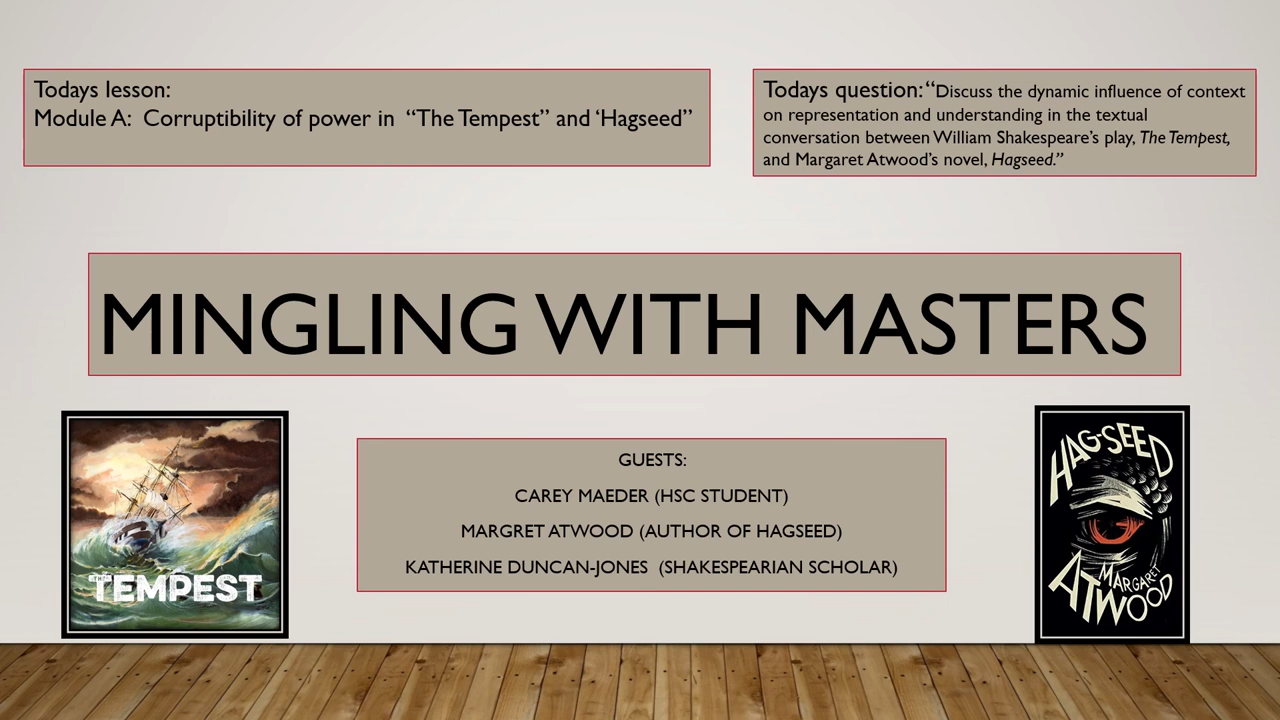 Todays lesson:
Module A:  Corruptibility of power in  “The Tempest” and ‘Hagseed”
Todays question: “Discuss the dynamic influence of context
on representation and understanding in the textual
conversation between William Shakespeare’s play, The Tempest,
and Margaret Atwood’s novel, Hagseed.”
MINGLING WITH MASTERS
GUESTS:
CAREY MAEDER (HSC STUDENT)
MARGRET ATWOOD (AUTHOR OF HAGSEED)
KATHERINE DUNCAN-JONES  (SHAKESPEARIAN SCHOLAR)
THE
TEMPEST
HAG-SEED
MARGARET
ATWOOD